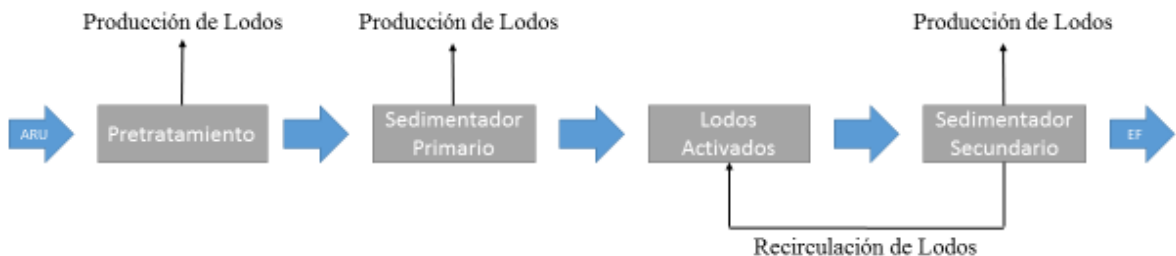 Producción de Lodos
Producción de Lodos
Producción de Lodos
ARU
Pretratamiento
Sedimentador
Primario
Lodos
Activados
Sedimentador
Secundario
EF
Recirculación de Lodos